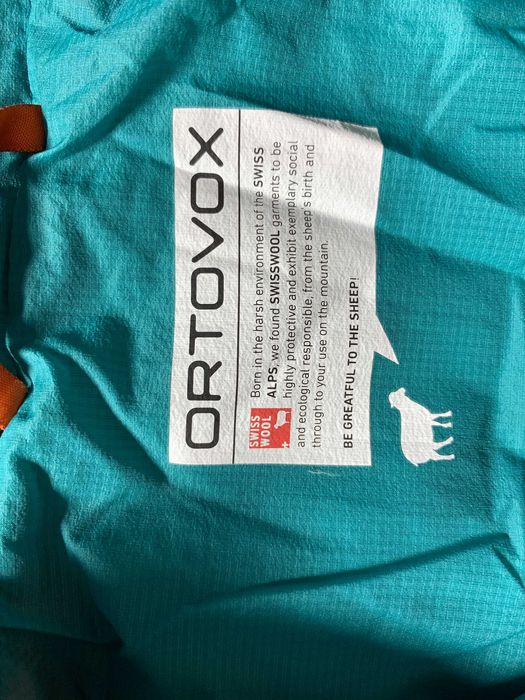 ORTOVOX
SWISS
WOOL
+
Born in the harsh environment of the SWISS
ALPS, we found SWISSWOOL garments to be
highly protective and exhibit exemplary social
and ecological responsible, from the sheep's birth and
through to your use on the mountain.
BE GREATFUL TO THE SHEEP!